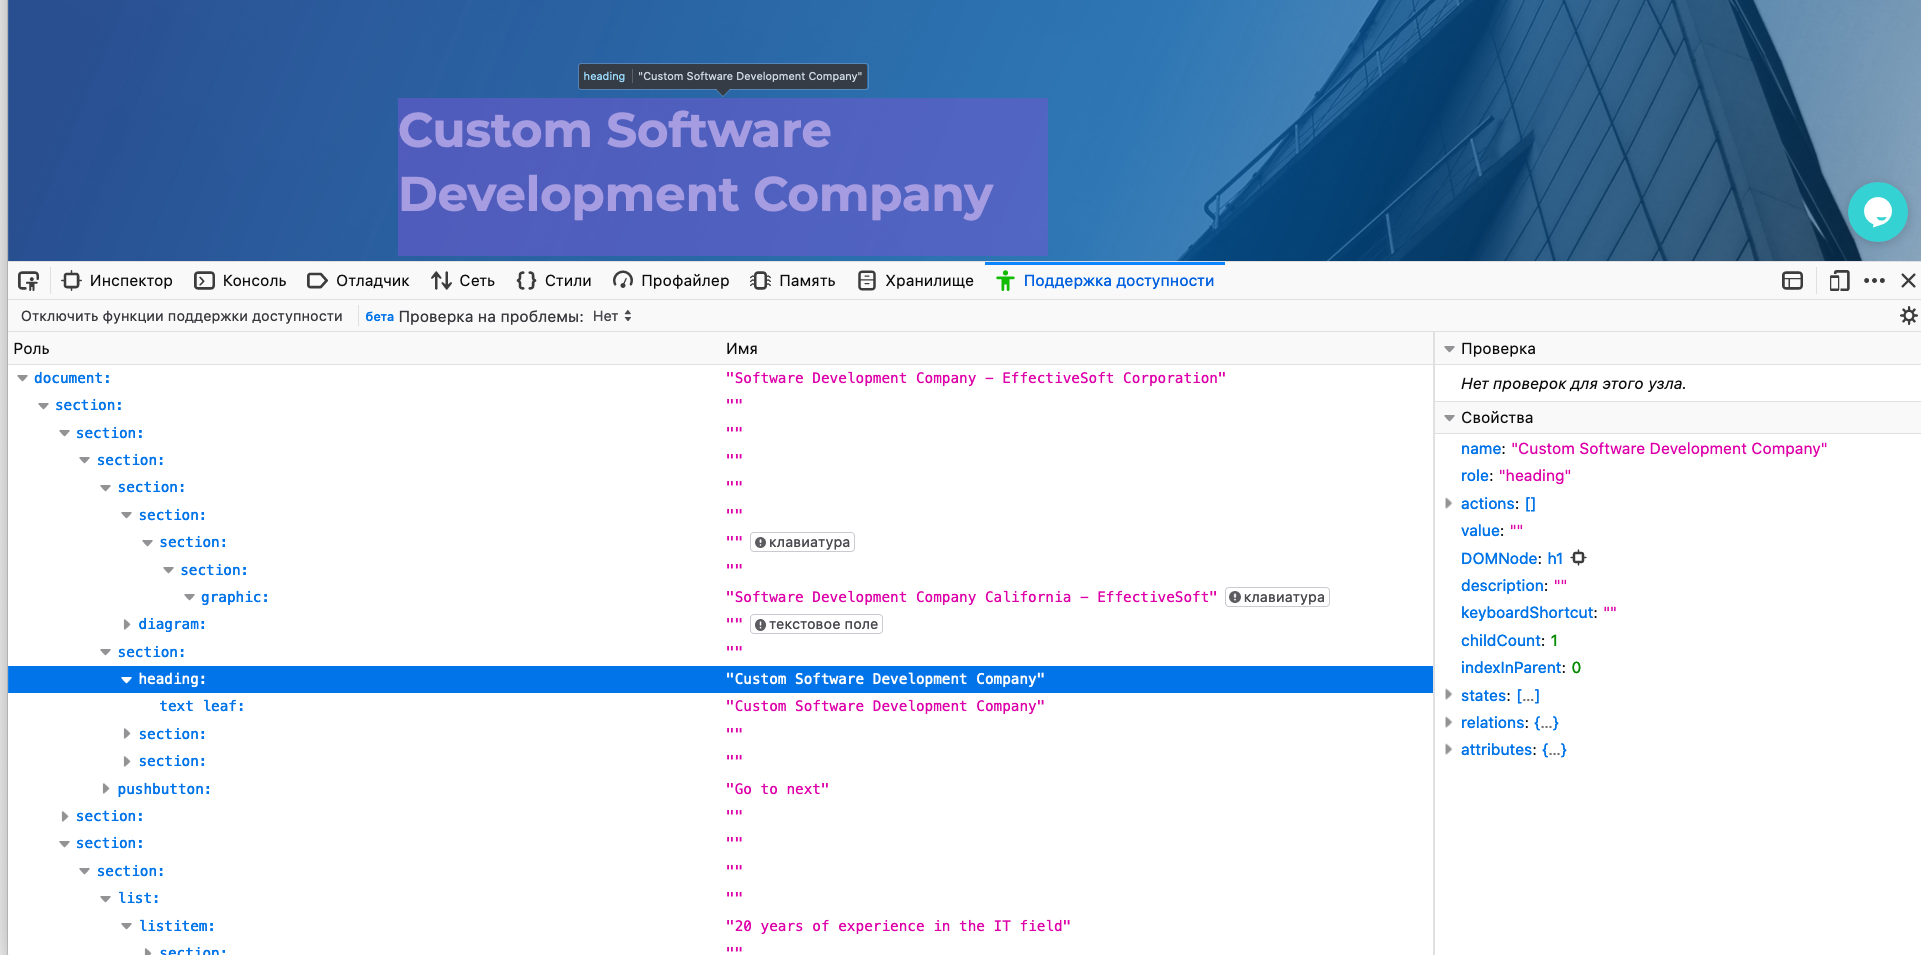 heading "Custom Software Development Company"
Custom Software
Development Company
Инспектор Консоль Отладчик Сеть Стили Профайлер Память Хранилище Поддержка доступности
Отключить функции поддержки доступности бета Проверка на проблемы: Нет
Роль Имя
document: "Software Development Company – EffectiveSoft Corporation"
section: ""
section: ""
section: ""
section: ""
section: ""
section: "" клавиатура
section: ""
graphic: "Software Development Company California – EffectiveSoft" клавиатура
diagram: "" текстовое поле
section: ""
heading: "Custom Software Development Company"
text leaf: "Custom Software Development Company"
section: ""
section: ""
pushbutton: "Go to next"
section: ""
section: ""
section: ""
list: ""
listitem: "20 years of experience in the IT field"
section: ""
Проверка
Нет проверок для этого узла.
Свойства
name: "Custom Software Development Company"
role: "heading"
actions: []
value: ""
DOMNode: h1
description: ""
keyboardShortcut: ""
childCount: 1
indexInParent: 0
states: […]
relations: {…}
attributes: {…}